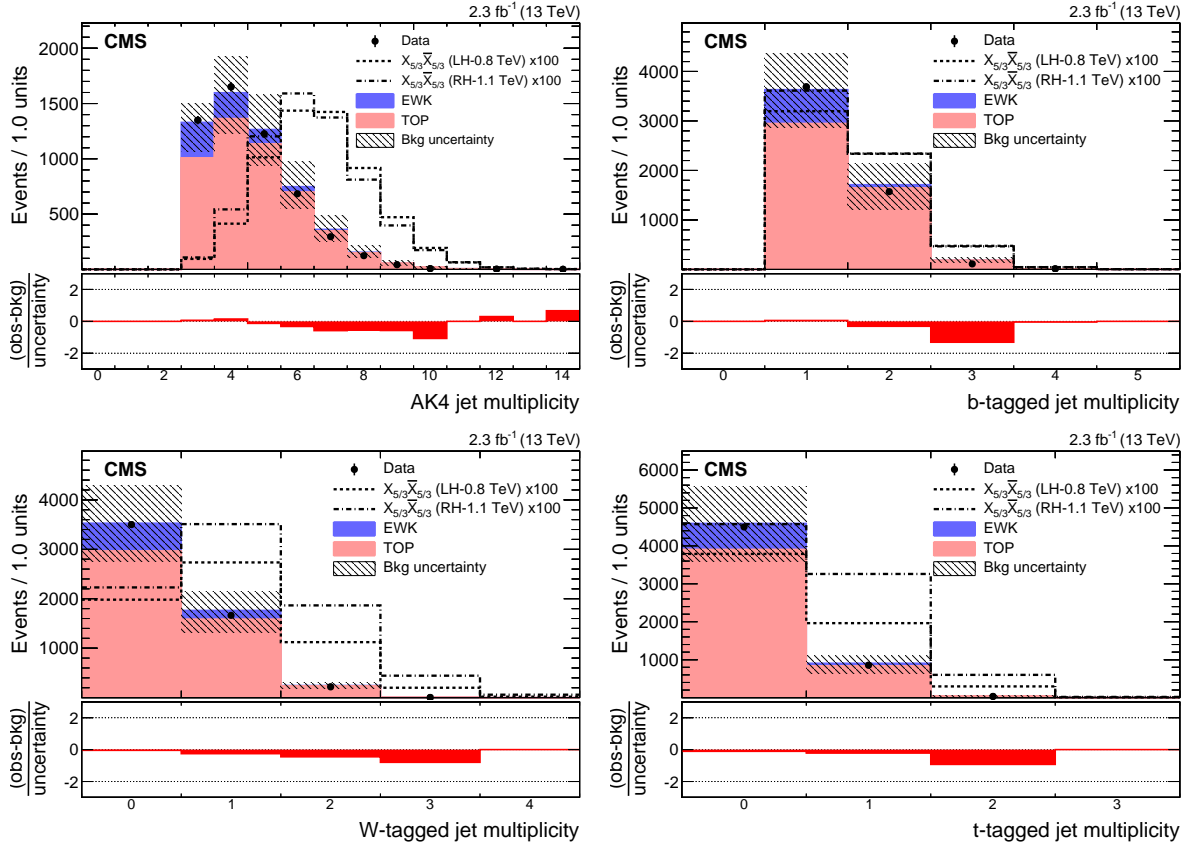 2.3 fb⁻¹ (13 TeV)
CMS
Data
X5/3X̅5/3 (LH-0.8 TeV) x100
X5/3X̅5/3 (RH-1.1 TeV) x100
EWK
TOP
Bkg uncertainty
Events / 1.0 units
2000
1500
1000
500
(obs-bkg)
uncertainty
2
0
-2
0 2 4 6 8 10 12 14
AK4 jet multiplicity
2.3 fb⁻¹ (13 TeV)
CMS
Data
X5/3X̅5/3 (LH-0.8 TeV) x100
X5/3X̅5/3 (RH-1.1 TeV) x100
EWK
TOP
Bkg uncertainty
Events / 1.0 units
4000
3000
2000
1000
(obs-bkg)
uncertainty
2
0
-2
0 1 2 3 4 5
b-tagged jet multiplicity
2.3 fb⁻¹ (13 TeV)
CMS
Data
X5/3X̅5/3 (LH-0.8 TeV) x100
X5/3X̅5/3 (RH-1.1 TeV) x100
EWK
TOP
Bkg uncertainty
Events / 1.0 units
4000
3000
2000
1000
(obs-bkg)
uncertainty
2
0
-2
0 1 2 3 4
W-tagged jet multiplicity
2.3 fb⁻¹ (13 TeV)
CMS
Data
X5/3X̅5/3 (LH-0.8 TeV) x100
X5/3X̅5/3 (RH-1.1 TeV) x100
EWK
TOP
Bkg uncertainty
Events / 1.0 units
6000
5000
4000
3000
2000
1000
(obs-bkg)
uncertainty
2
0
-2
0 1 2 3
t-tagged jet multiplicity